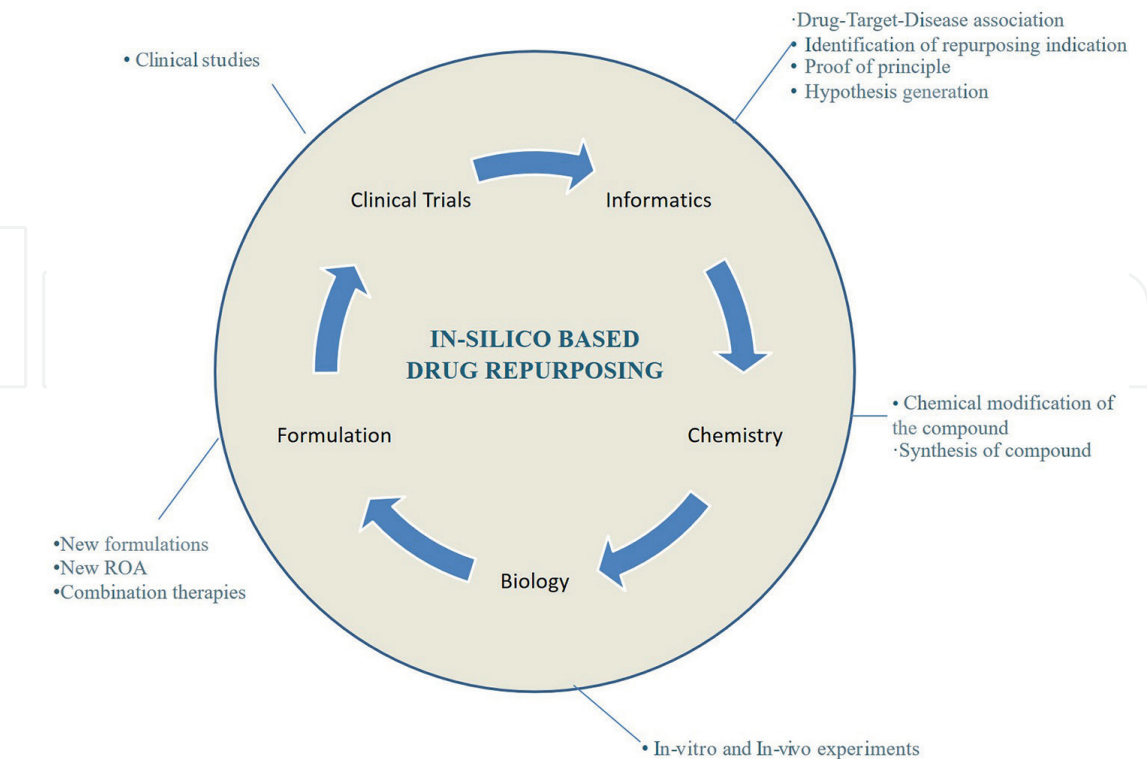 • Clinical studies
·Drug-Target-Disease association
• Identification of repurposing indication
• Proof of principle
• Hypothesis generation
Clinical Trials
Informatics
IN-SILICO BASED
DRUG REPURPOSING
Formulation
Chemistry
• Chemical modification of
the compound
·Synthesis of compound
•New formulations
•New ROA
•Combination therapies
Biology
• In-vitro and In-vivo experiments